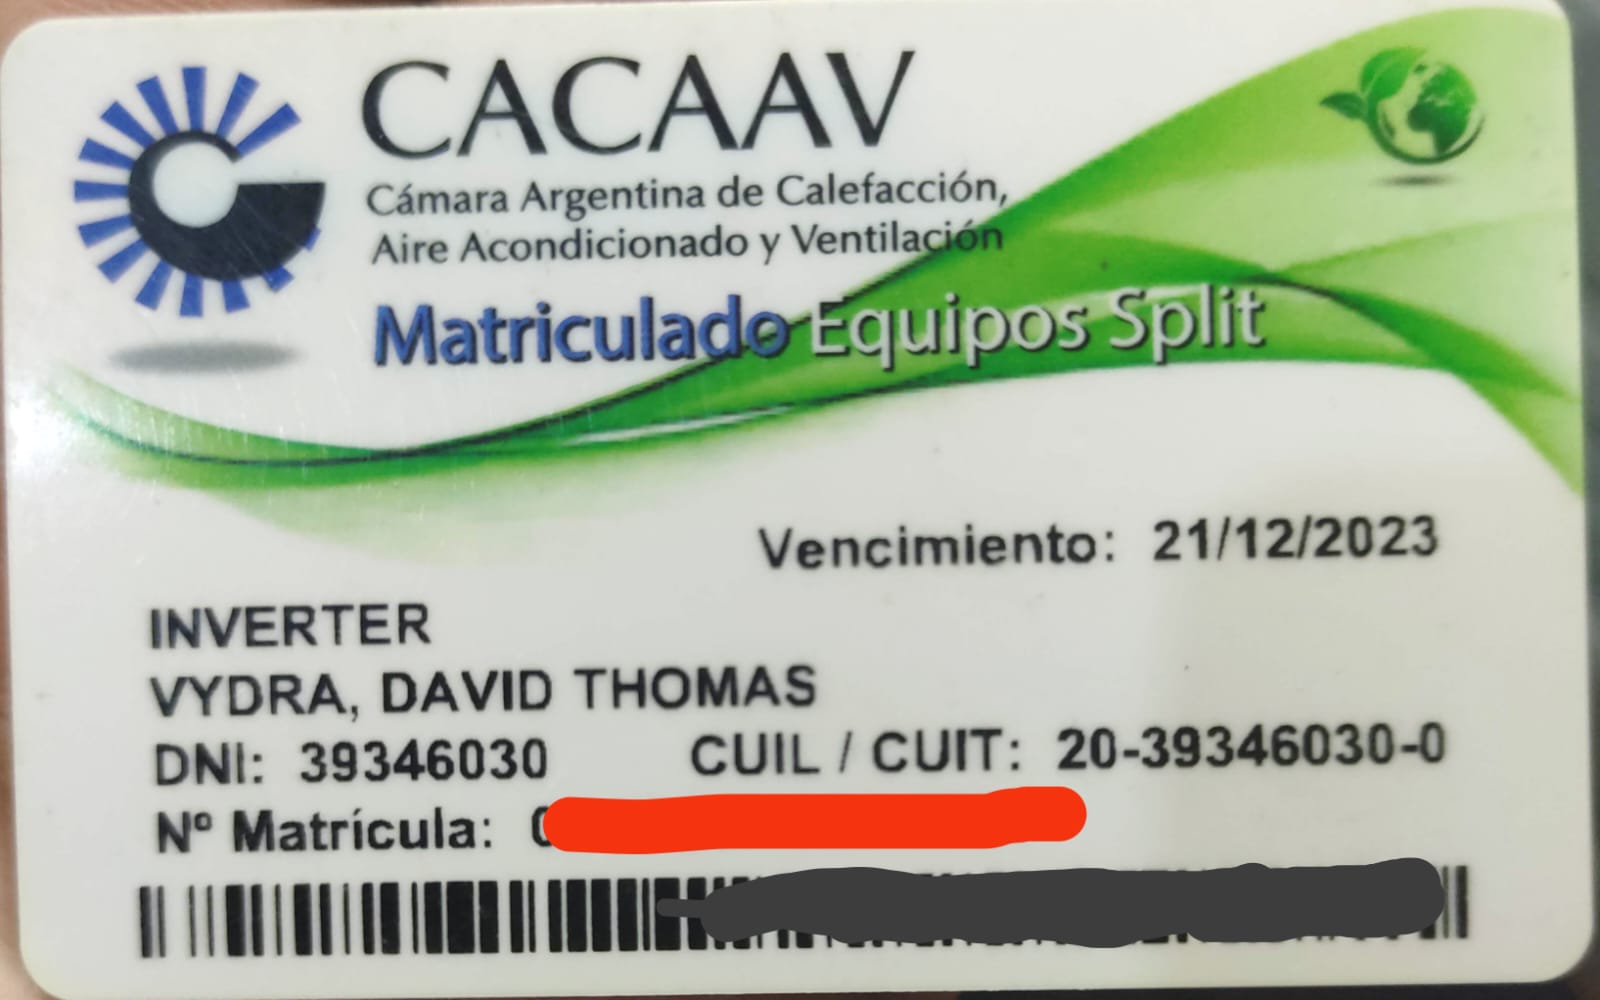 CACAAV
Cámara Argentina de Calefacción,
Aire Acondicionado y Ventilación
Matriculado Equipos Split
Vencimiento: 21/12/2023
INVERTER
VYDRA, DAVID THOMAS
DNI: 39346030 CUIL / CUIT: 20-39346030-0
Nº Matrícula: